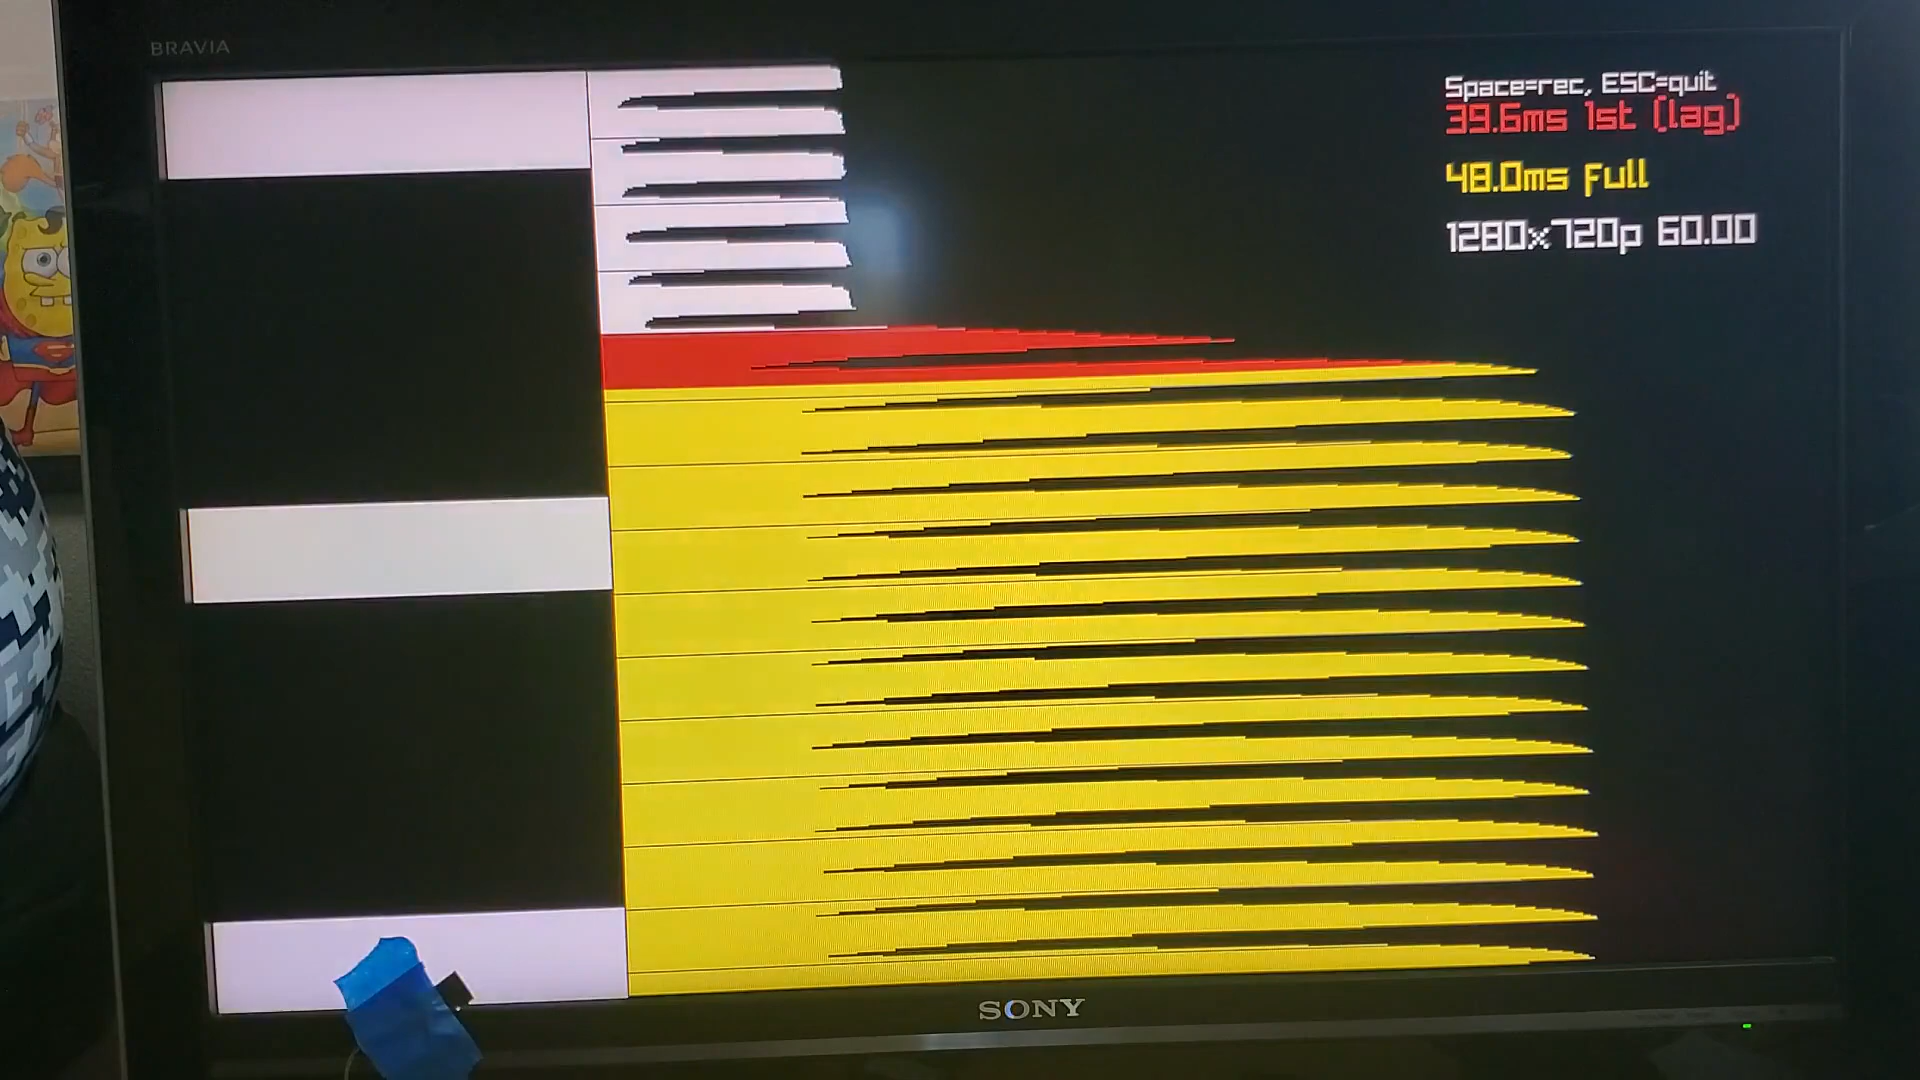 BRAVIA
Space=rec, ESC=quit
39.6ms 1st (lag)
48.0ms Full
1280x720p 60.00
SONY